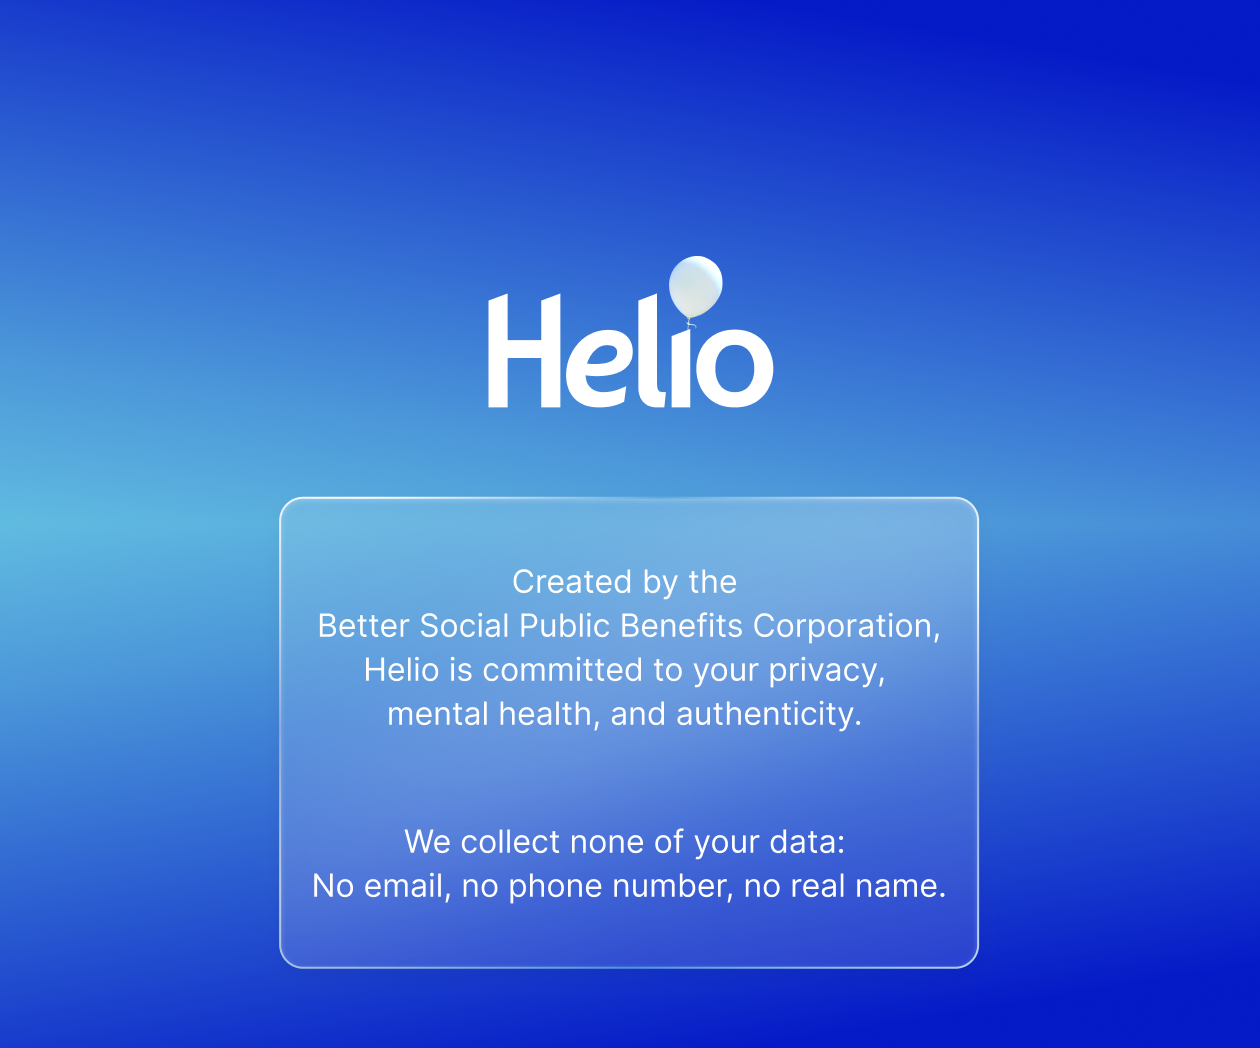 Helio
Created by the
Better Social Public Benefits Corporation,
Helio is committed to your privacy,
mental health, and authenticity.
We collect none of your data:
No email, no phone number, no real name.